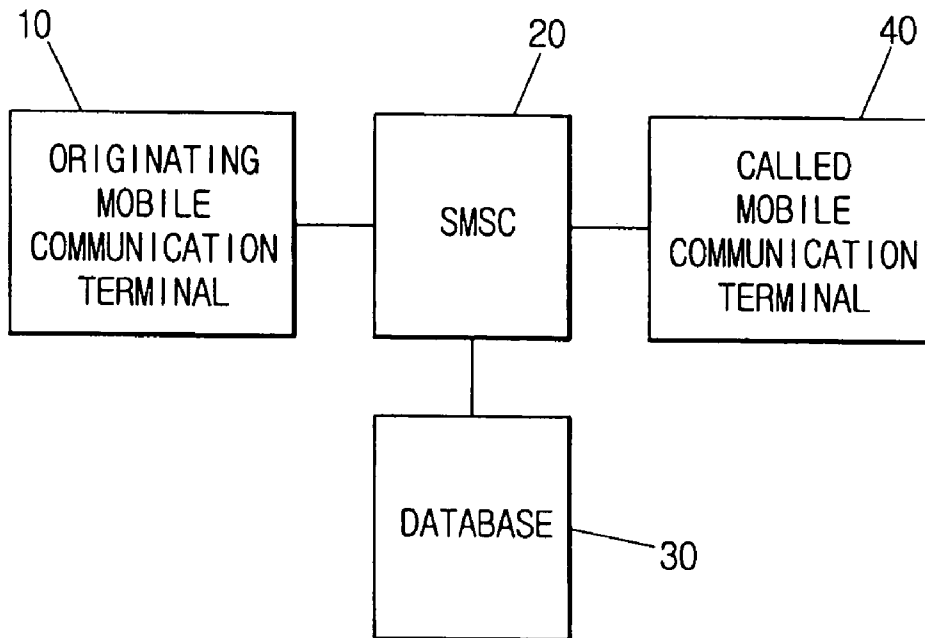 10
20
40
ORIGINATING
MOBILE
COMMUNICATION
TERMINAL
SMSC
CALLED
MOBILE
COMMUNICATION
TERMINAL
DATABASE
30